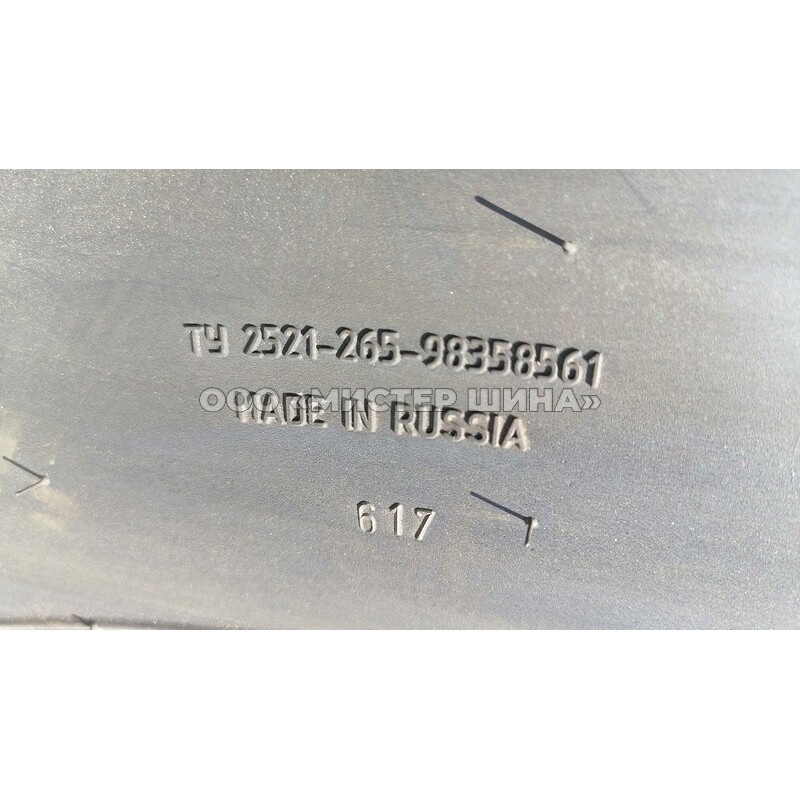 ТУ 2521-265-98358561
ООО «МИСТЕР ШИНА»
MADE IN RUSSIA
617